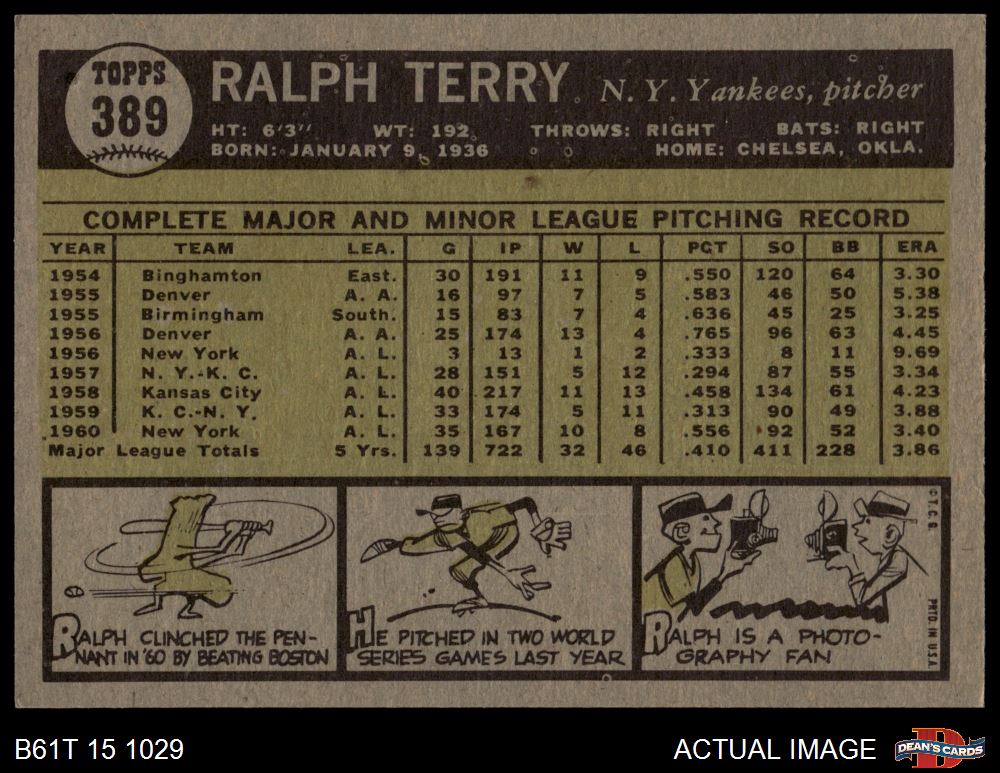 TOPPS
389
RALPH TERRY N. Y. Yankees, pitcher
HT: 6'3" WT: 192 THROWS: RIGHT BATS: RIGHT
BORN: JANUARY 9, 1936 HOME: CHELSEA, OKLA.
COMPLETE MAJOR AND MINOR LEAGUE PITCHING RECORD
YEAR TEAM LEA. G IP W L PCT SO BB ERA
1954 Binghamton East. 30 191 11 9 .550 120 64 3.30
1955 Denver A. A. 16 97 7 5 .583 46 50 5.38
1955 Birmingham South. 15 83 7 4 .636 45 25 3.25
1956 Denver A. A. 25 174 13 4 .765 96 63 4.45
1956 New York A. L. 3 13 1 2 .333 8 11 9.69
1957 N. Y.-K. C. A. L. 28 151 5 12 .294 87 55 3.34
1958 Kansas City A. L. 40 217 11 13 .458 134 61 4.23
1959 K. C.-N. Y. A. L. 33 174 5 11 .313 90 49 3.88
1960 New York A. L. 35 167 10 8 .556 92 52 3.40
Major League Totals 5 Yrs. 139 722 32 46 .410 411 228 3.86
RALPH CLINCHED THE PEN-
NANT IN '60 BY BEATING BOSTON
HE PITCHED IN TWO WORLD
SERIES GAMES LAST YEAR
RALPH IS A PHOTO-
GRAPHY FAN
© T. C. G.
PRTD. IN U.S.A.
B61T 15 1029
ACTUAL IMAGE
D
DEAN'S CARDS